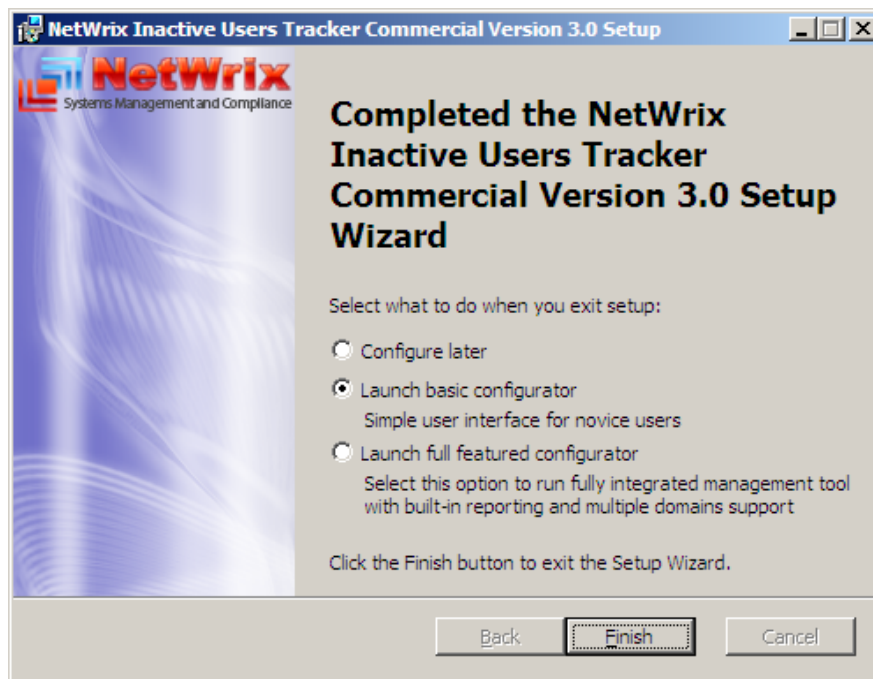 NetWrix Inactive Users Tracker Commercial Version 3.0 Setup
NetWrix
Systems Management and Compliance
Completed the NetWrix
Inactive Users Tracker
Commercial Version 3.0 Setup
Wizard
Select what to do when you exit setup:
Configure later
Launch basic configurator
Simple user interface for novice users
Launch full featured configurator
Select this option to run fully integrated management tool
with built-in reporting and multiple domains support
Click the Finish button to exit the Setup Wizard.
Back Finish Cancel